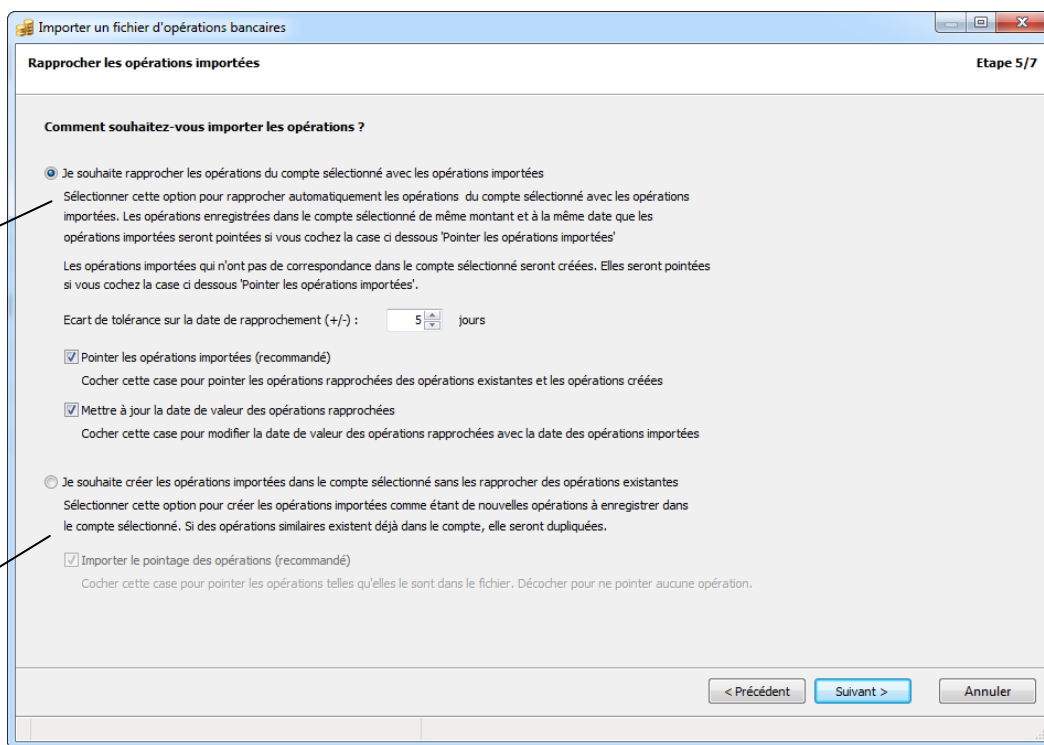 Importer un fichier d'opérations bancaires
Rapprocher les opérations importées
Etape 5/7
Comment souhaitez-vous importer les opérations ?
Je souhaite rapprocher les opérations du compte sélectionné avec les opérations importées
Sélectionner cette option pour rapprocher automatiquement les opérations du compte sélectionné avec les opérations
importées. Les opérations enregistrées dans le compte sélectionné de même montant et à la même date que les
opérations importées seront pointées si vous cochez la case ci dessous 'Pointer les opérations importées'
Les opérations importées qui n'ont pas de correspondance dans le compte sélectionné seront créées. Elles seront pointées
si vous cochez la case ci dessous 'Pointer les opérations importées'.
Ecart de tolérance sur la date de rapprochement (+/-) : 5 jours
Pointer les opérations importées (recommandé)
Cocher cette case pour pointer les opérations rapprochées des opérations existantes et les opérations créées
Mettre à jour la date de valeur des opérations rapprochées
Cocher cette case pour modifier la date de valeur des opérations rapprochées avec la date des opérations importées
Je souhaite créer les opérations importées dans le compte sélectionné sans les rapprocher des opérations existantes
Sélectionner cette option pour créer les opérations importées comme étant de nouvelles opérations à enregistrer dans
le compte sélectionné. Si des opérations similaires existent déjà dans le compte, elle seront dupliquées.
Importer le pointage des opérations (recommandé)
Cocher cette case pour pointer les opérations telles qu'elles le sont dans le fichier. Décocher pour ne pointer aucune opération.
< Précédent
Suivant >
Annuler